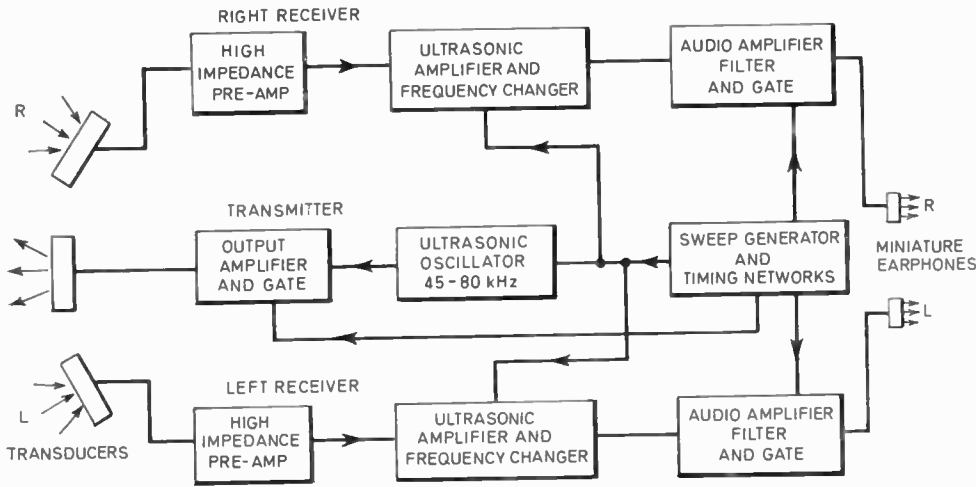 RIGHT RECEIVER
HIGH
IMPEDANCE
PRE-AMP
ULTRASONIC
AMPLIFIER AND
FREQUENCY CHANGER
AUDIO AMPLIFIER
FILTER
AND GATE
R
R
TRANSMITTER
OUTPUT
AMPLIFIER
AND GATE
ULTRASONIC
OSCILLATOR
45-80 kHz
SWEEP GENERATOR
AND
TIMING NETWORKS
MINIATURE
EARPHONES
L
LEFT RECEIVER
L
TRANSDUCERS
HIGH
IMPEDANCE
PRE-AMP
ULTRASONIC
AMPLIFIER AND
FREQUENCY CHANGER
AUDIO AMPLIFIER
FILTER
AND GATE